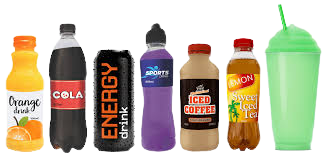 Orange
drink
COLA
ENERGY
drink
SPORTS
ICED
COFFEE
LEMON
Sweet
Iced
Tea